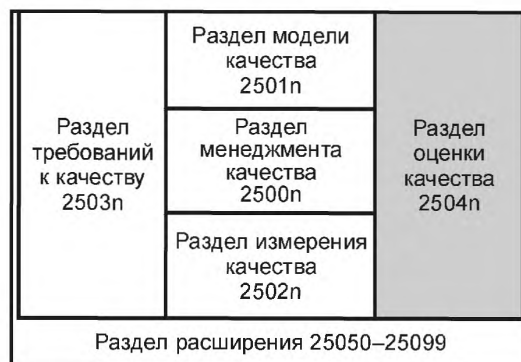 Раздел
требований
к качеству
2503n
Раздел модели
качества
2501n
Раздел
менеджмента
качества
2500n
Раздел измерения
качества
2502n
Раздел
оценки
качества
2504n
Раздел расширения 25050–25099